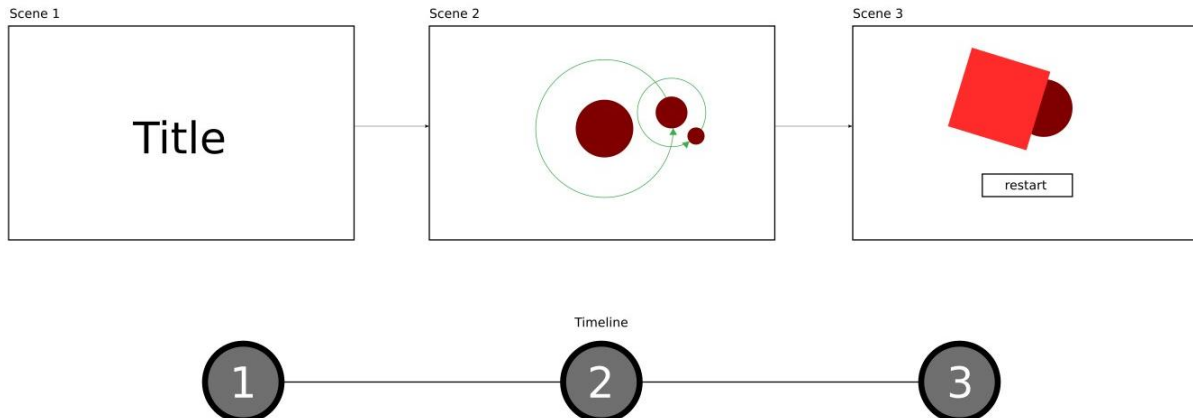 Scene 1
Scene 2
Scene 3
Title
restart
Timeline
1
2
3